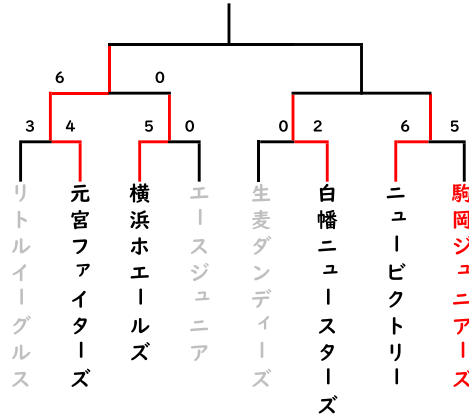 6 0
3 4 5 0 0 2 6 5
リトルイーグルス
元宮ファイターズ
横浜ホエールズ
エースジュニア
生麦ダンディーズ
白幡ニュースターズ
ニュービクトリー
駒岡ジュニアーズ